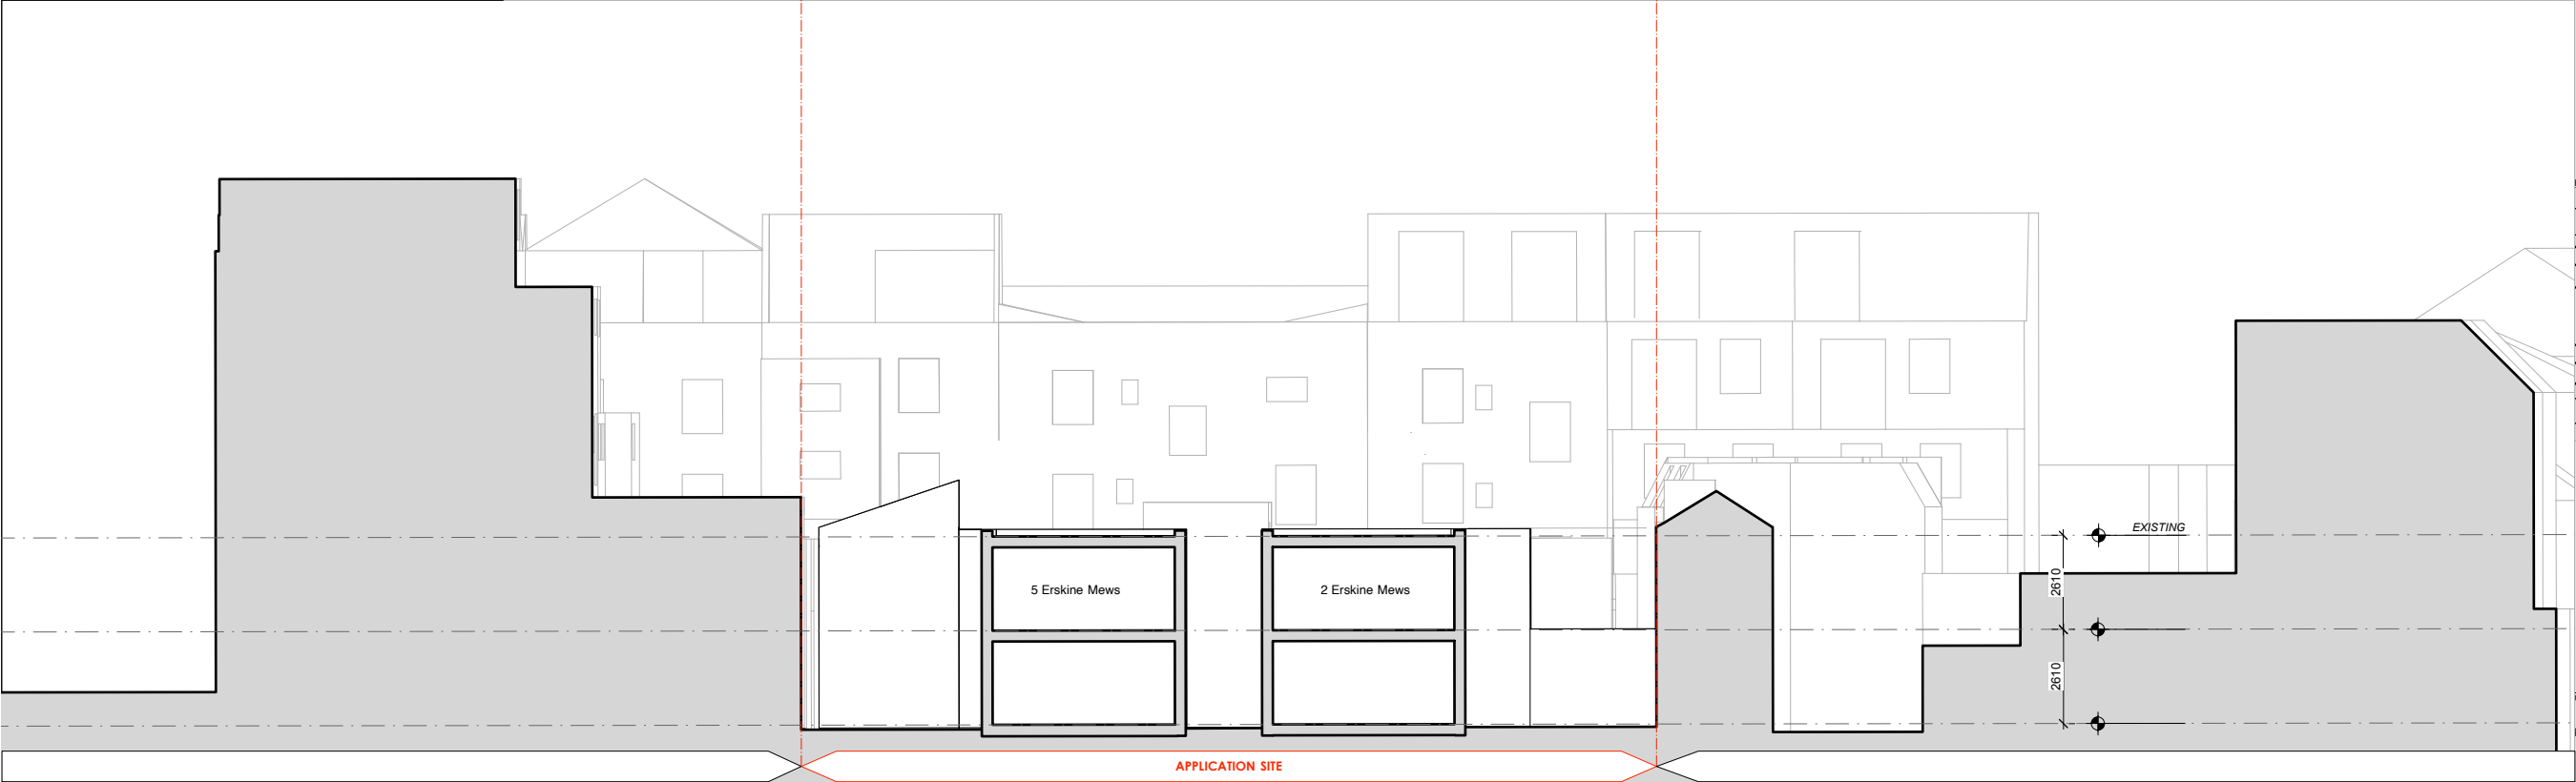 EXISTING
2610
5 Erskine Mews
2 Erskine Mews
2610
APPLICATION SITE